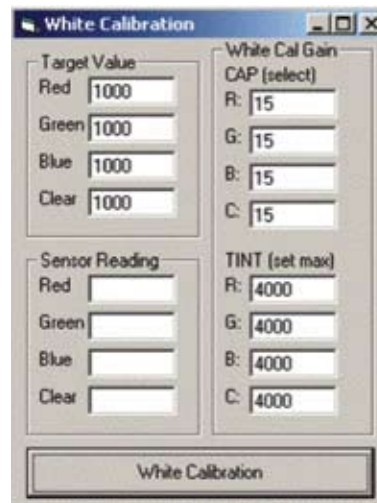 White Calibration
Target Value
Red 1000
Green 1000
Blue 1000
Clear 1000
Sensor Reading
Red
Green
Blue
Clear
White Cal Gain
CAP (select)
R: 15
G: 15
B: 15
C: 15
TINT (set max)
R: 4000
G: 4000
B: 4000
C: 4000
White Calibration